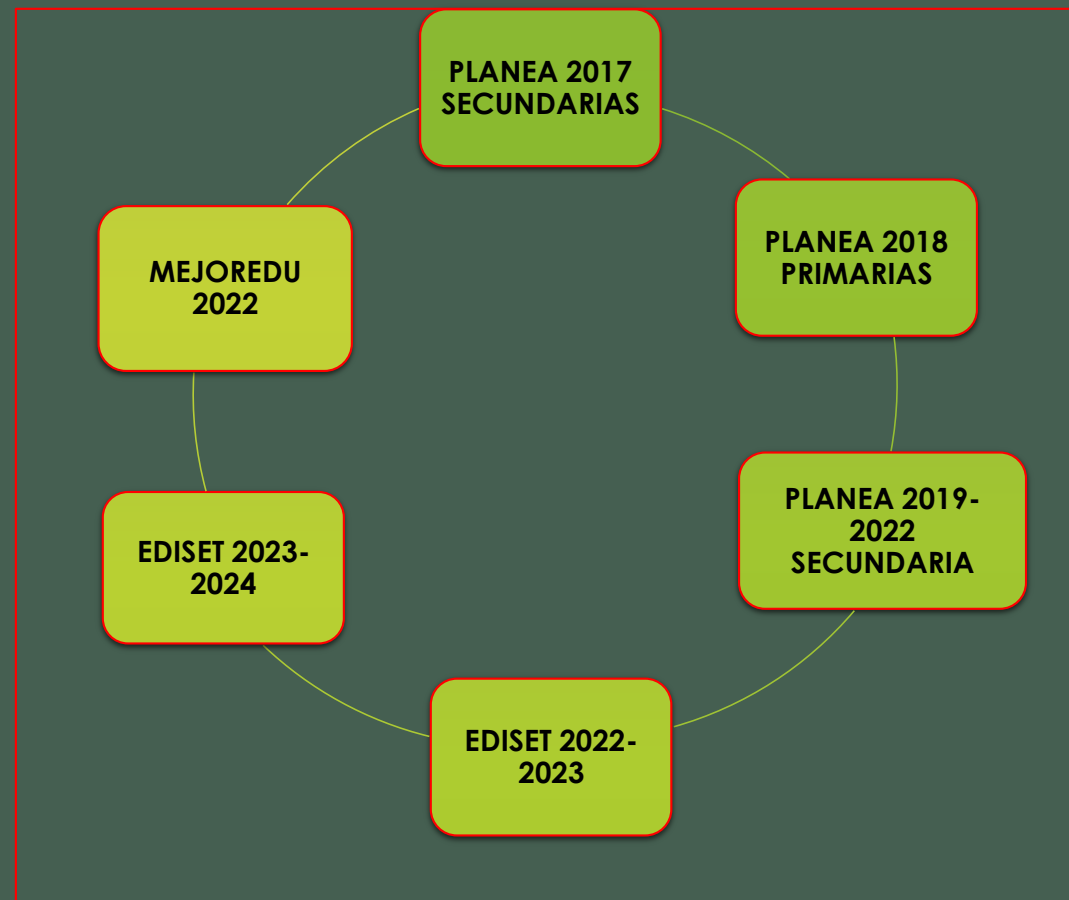 PLANEA 2017
SECUNDARIAS
PLANEA 2018
PRIMARIAS
PLANEA 2019-
2022
SECUNDARIA
EDISET 2022-
2023
EDISET 2023-
2024
MEJOREDU
2022